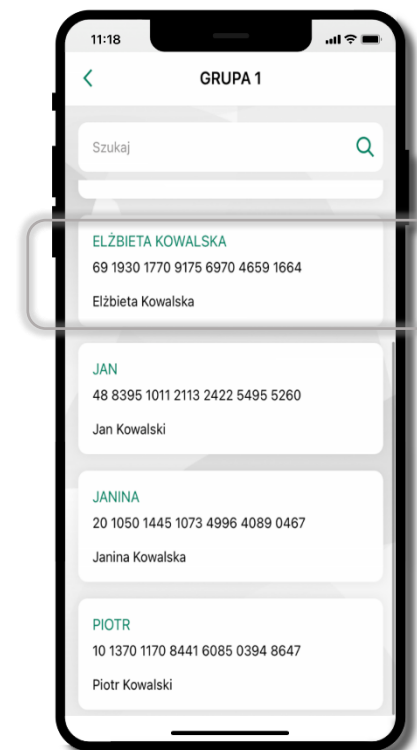 11:18
GRUPA 1
Szukaj
ELŻBIETA KOWALSKA
69 1930 1770 9175 6970 4659 1664
Elżbieta Kowalska
JAN
48 8395 1011 2113 2422 5495 5260
Jan Kowalski
JANINA
20 1050 1445 1073 4996 4089 0467
Janina Kowalska
PIOTR
10 1370 1170 8441 6085 0394 8647
Piotr Kowalski